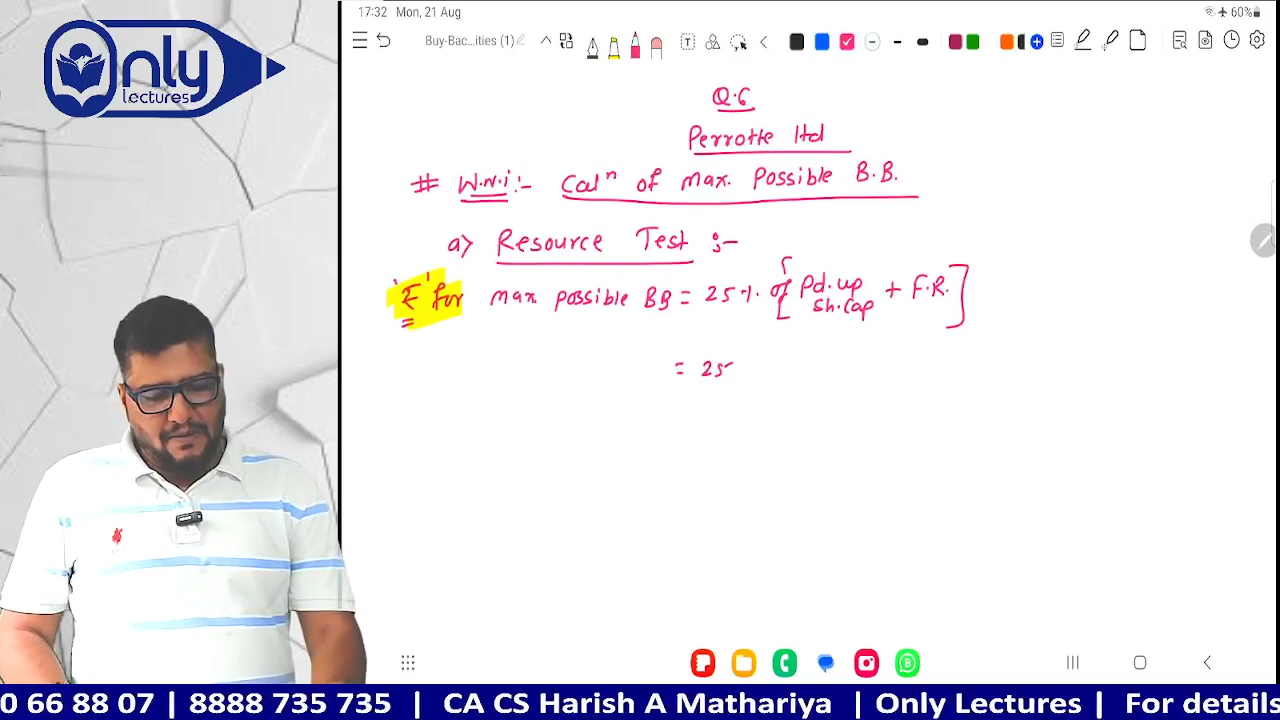 17:32 Mon, 21 Aug
60%
Only
lectures
Buy-Bac...ities (1)
Q.6
Perrotte ltd
# W.N.1:- Calⁿ of max. Possible B.B.
a) Resource Test :-
'₹' for max possible BB = 25%. of [Pd.up sh.cap + F.R.]
= 25
0 66 88 07 | 8888 735 735 | CA CS Harish A Mathariya | Only Lectures | For details